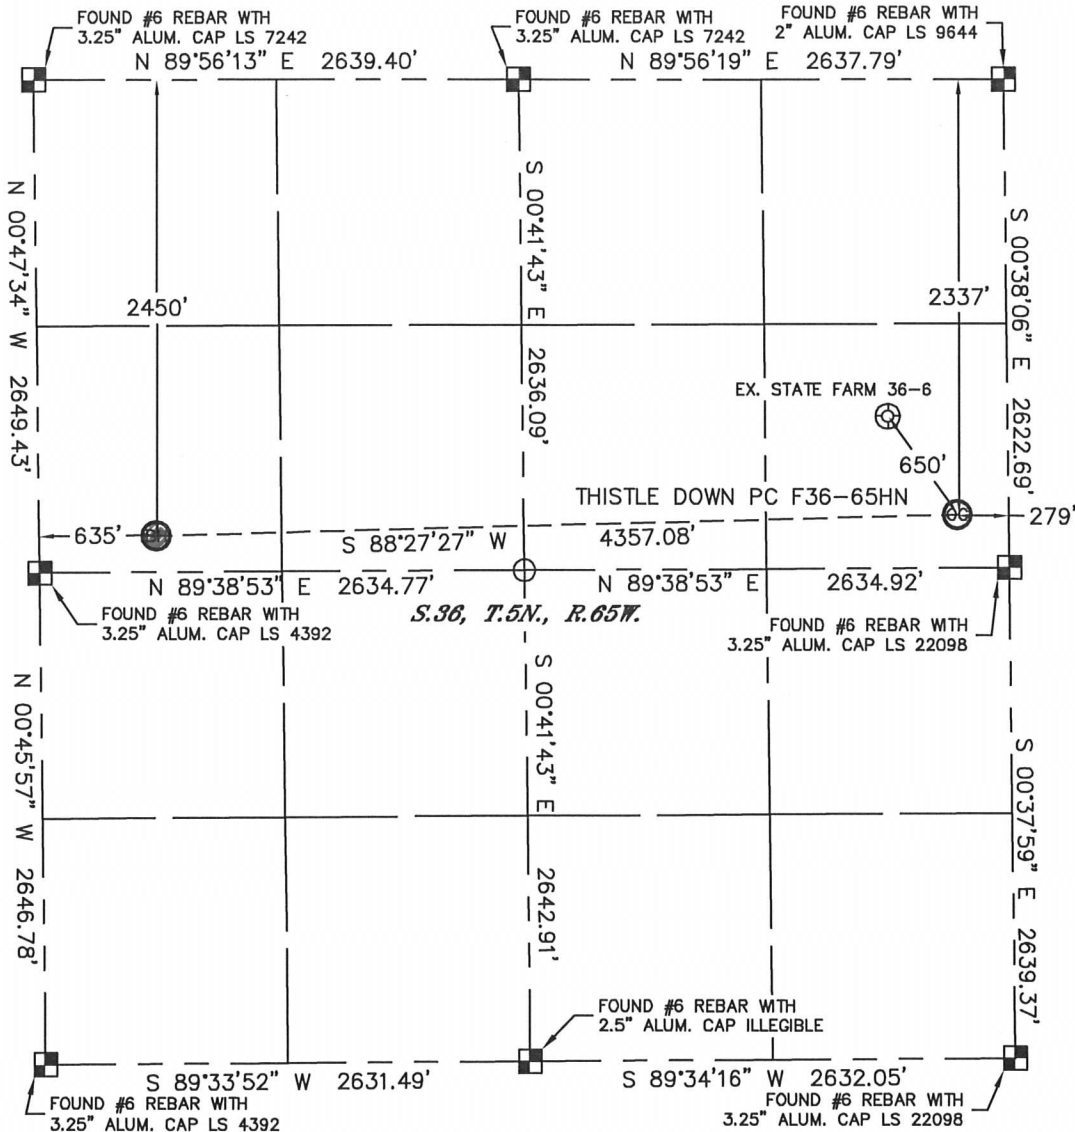 FOUND #6 REBAR WTH
3.25" ALUM. CAP LS 7242
FOUND #6 REBAR WITH
3.25" ALUM. CAP LS 7242
FOUND #6 REBAR WITH
2" ALUM. CAP LS 9644
N 89°56'13" E 2639.40'
N 89°56'19" E 2637.79'
N 00°47'34" W 2649.43'
S 00°41'43" E 2636.09'
S 00°38'06" E 2622.69'
2450'
2337'
EX. STATE FARM 36-6
650'
THISTLE DOWN PC F36-65HN
635'
279'
S 88°27'27" W 4357.08'
N 89°38'53" E 2634.77'
N 89°38'53" E 2634.92'
FOUND #6 REBAR WITH
3.25" ALUM. CAP LS 4392
S.36, T.5N., R.65W.
FOUND #6 REBAR WITH
3.25" ALUM. CAP LS 22098
N 00°45'57" W 2646.78'
S 00°41'43" E 2642.91'
S 00°37'59" E 2639.37'
FOUND #6 REBAR WITH
2.5" ALUM. CAP ILLEGIBLE
S 89°33'52" W 2631.49'
S 89°34'16" W 2632.05'
FOUND #6 REBAR WITH
3.25" ALUM. CAP LS 4392
FOUND #6 REBAR WITH
3.25" ALUM. CAP LS 22098